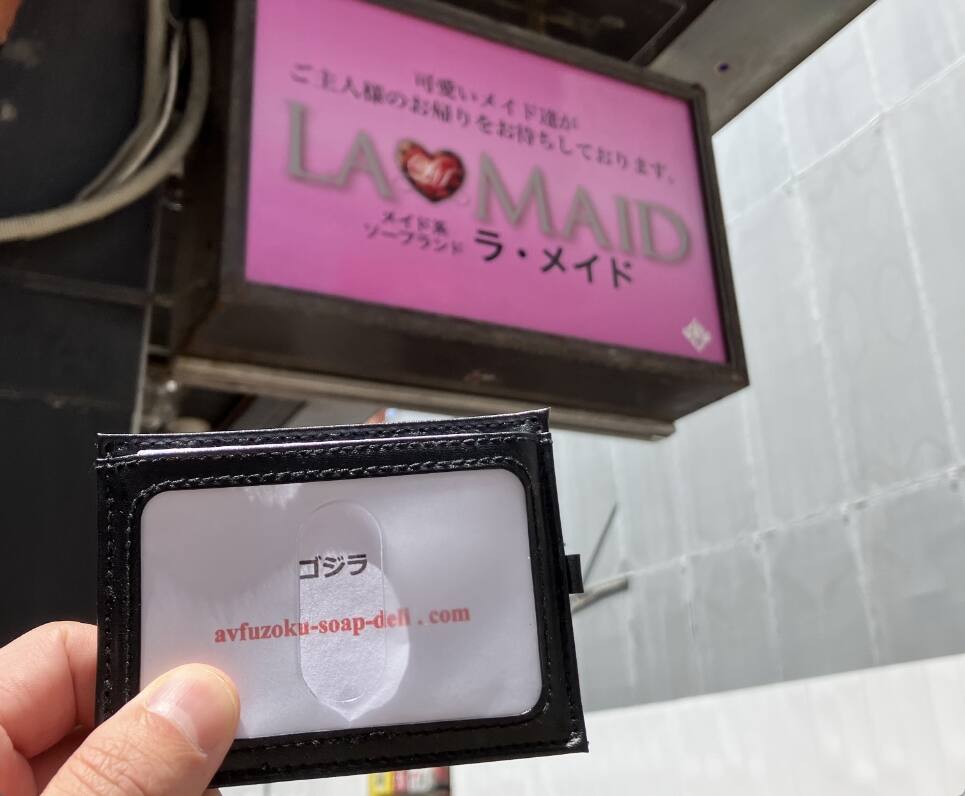 可愛いメイド達が
ご主人様のお帰りをお待ちしております。
LA MAID
メイド系
ソープランド
ラ・メイド
ゴジラ
avfuzoku-soap-deli . com